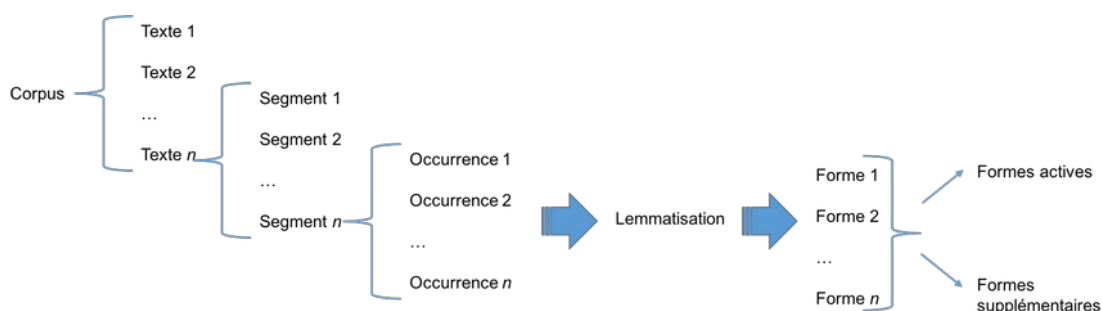 Corpus
Texte 1
Texte 2
…
Texte n
Segment 1
Segment 2
…
Segment n
Occurrence 1
Occurrence 2
…
Occurrence n
Lemmatisation
Forme 1
Forme 2
…
Forme n
Formes actives
Formes
supplémentaires